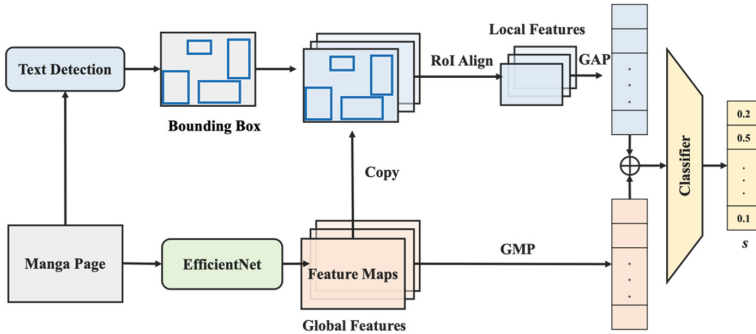 Text Detection
Bounding Box
RoI Align
Local Features
GAP
0.2
0.5
.
.
.
0.1
s
Classifier
Copy
Manga Page
EfficientNet
Feature Maps
Global Features
GMP